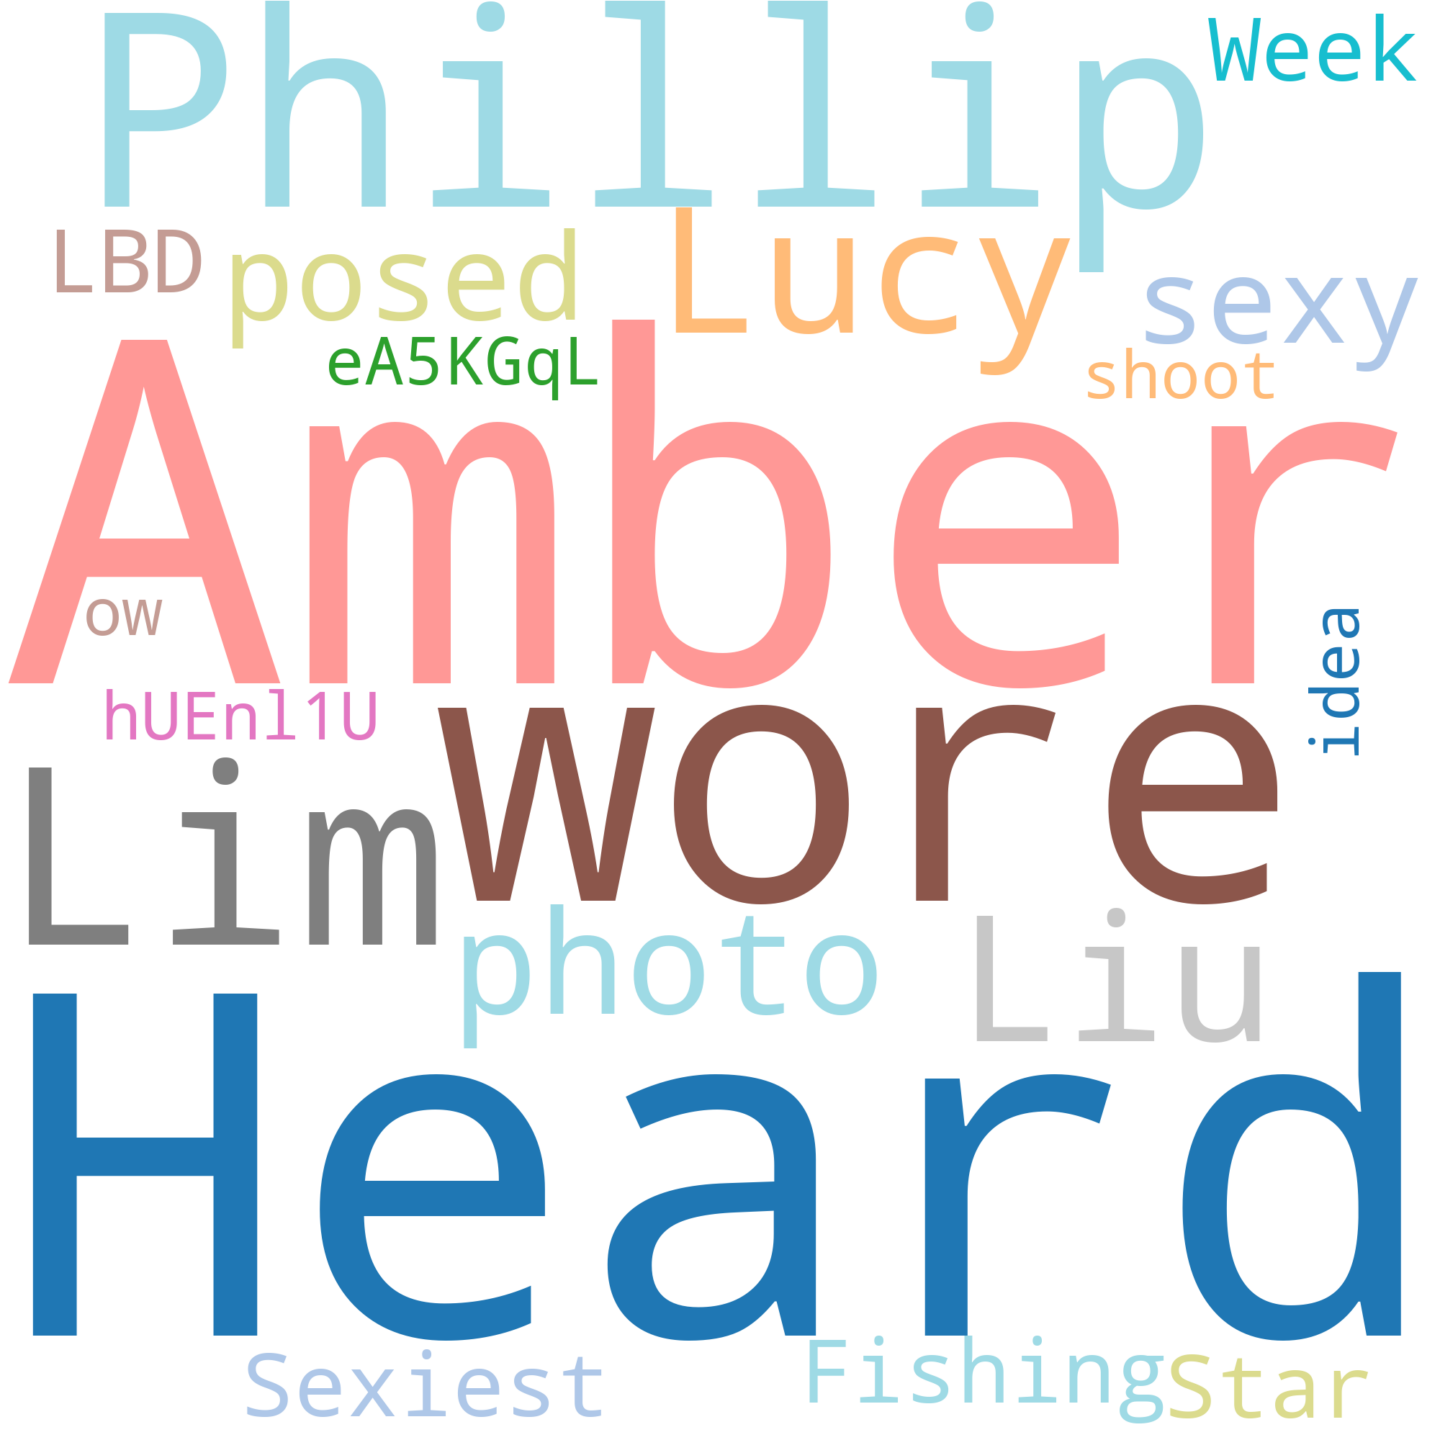 Phillip
Week
LBD
posed
Lucy
sexy
eA5KGqL
shoot
Amber
ow
idea
hUEnl1U
wore
Lim
photo
Liu
Heard
Sexiest
Fishing
Star